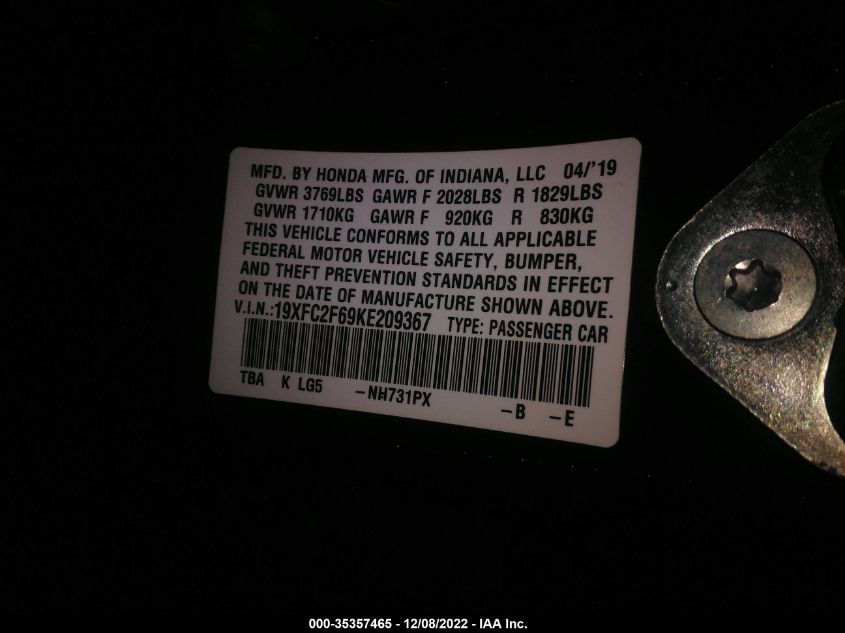 MFD. BY HONDA MFG. OF INDIANA, LLC 04/'19
GVWR 3769LBS GAWR F 2028LBS R 1829LBS
GVWR 1710KG GAWR F 920KG R 830KG
THIS VEHICLE CONFORMS TO ALL APPLICABLE
FEDERAL MOTOR VEHICLE SAFETY, BUMPER,
AND THEFT PREVENTION STANDARDS IN EFFECT
ON THE DATE OF MANUFACTURE SHOWN ABOVE.
V.I.N.:19XFC2F69KE209367 TYPE: PASSENGER CAR
TBA K LG5 -NH731PX -B -E
000-35357465 - 12/08/2022 - IAA Inc.